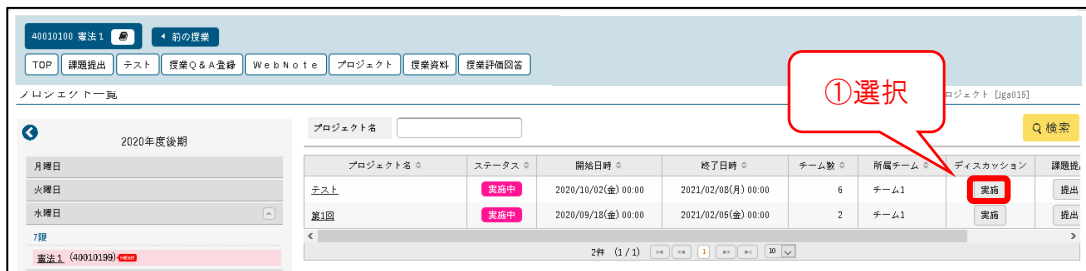 40010100 憲法1 前の授業
TOP 課題提出 テスト 授業Q&A登録 WebNote プロジェクト 授業資料 授業評価回答
①選択
プロジェクト一覧
ロジェクト [Jga015]
2020年度後期
プロジェクト名
検索
月曜日
火曜日
水曜日
7限
憲法1 (40010199)
プロジェクト名 ステータス 開始日時 終了日時 チーム数 所属チーム ディスカッション 課題提
テスト 実施中 2020/10/02(金) 00:00 2021/02/08(月) 00:00 6 チーム1 実施 提出
第1回 実施中 2020/09/18(金) 00:00 2021/02/05(金) 00:00 2 チーム1 実施 提出
2件 (1/1) 1 10